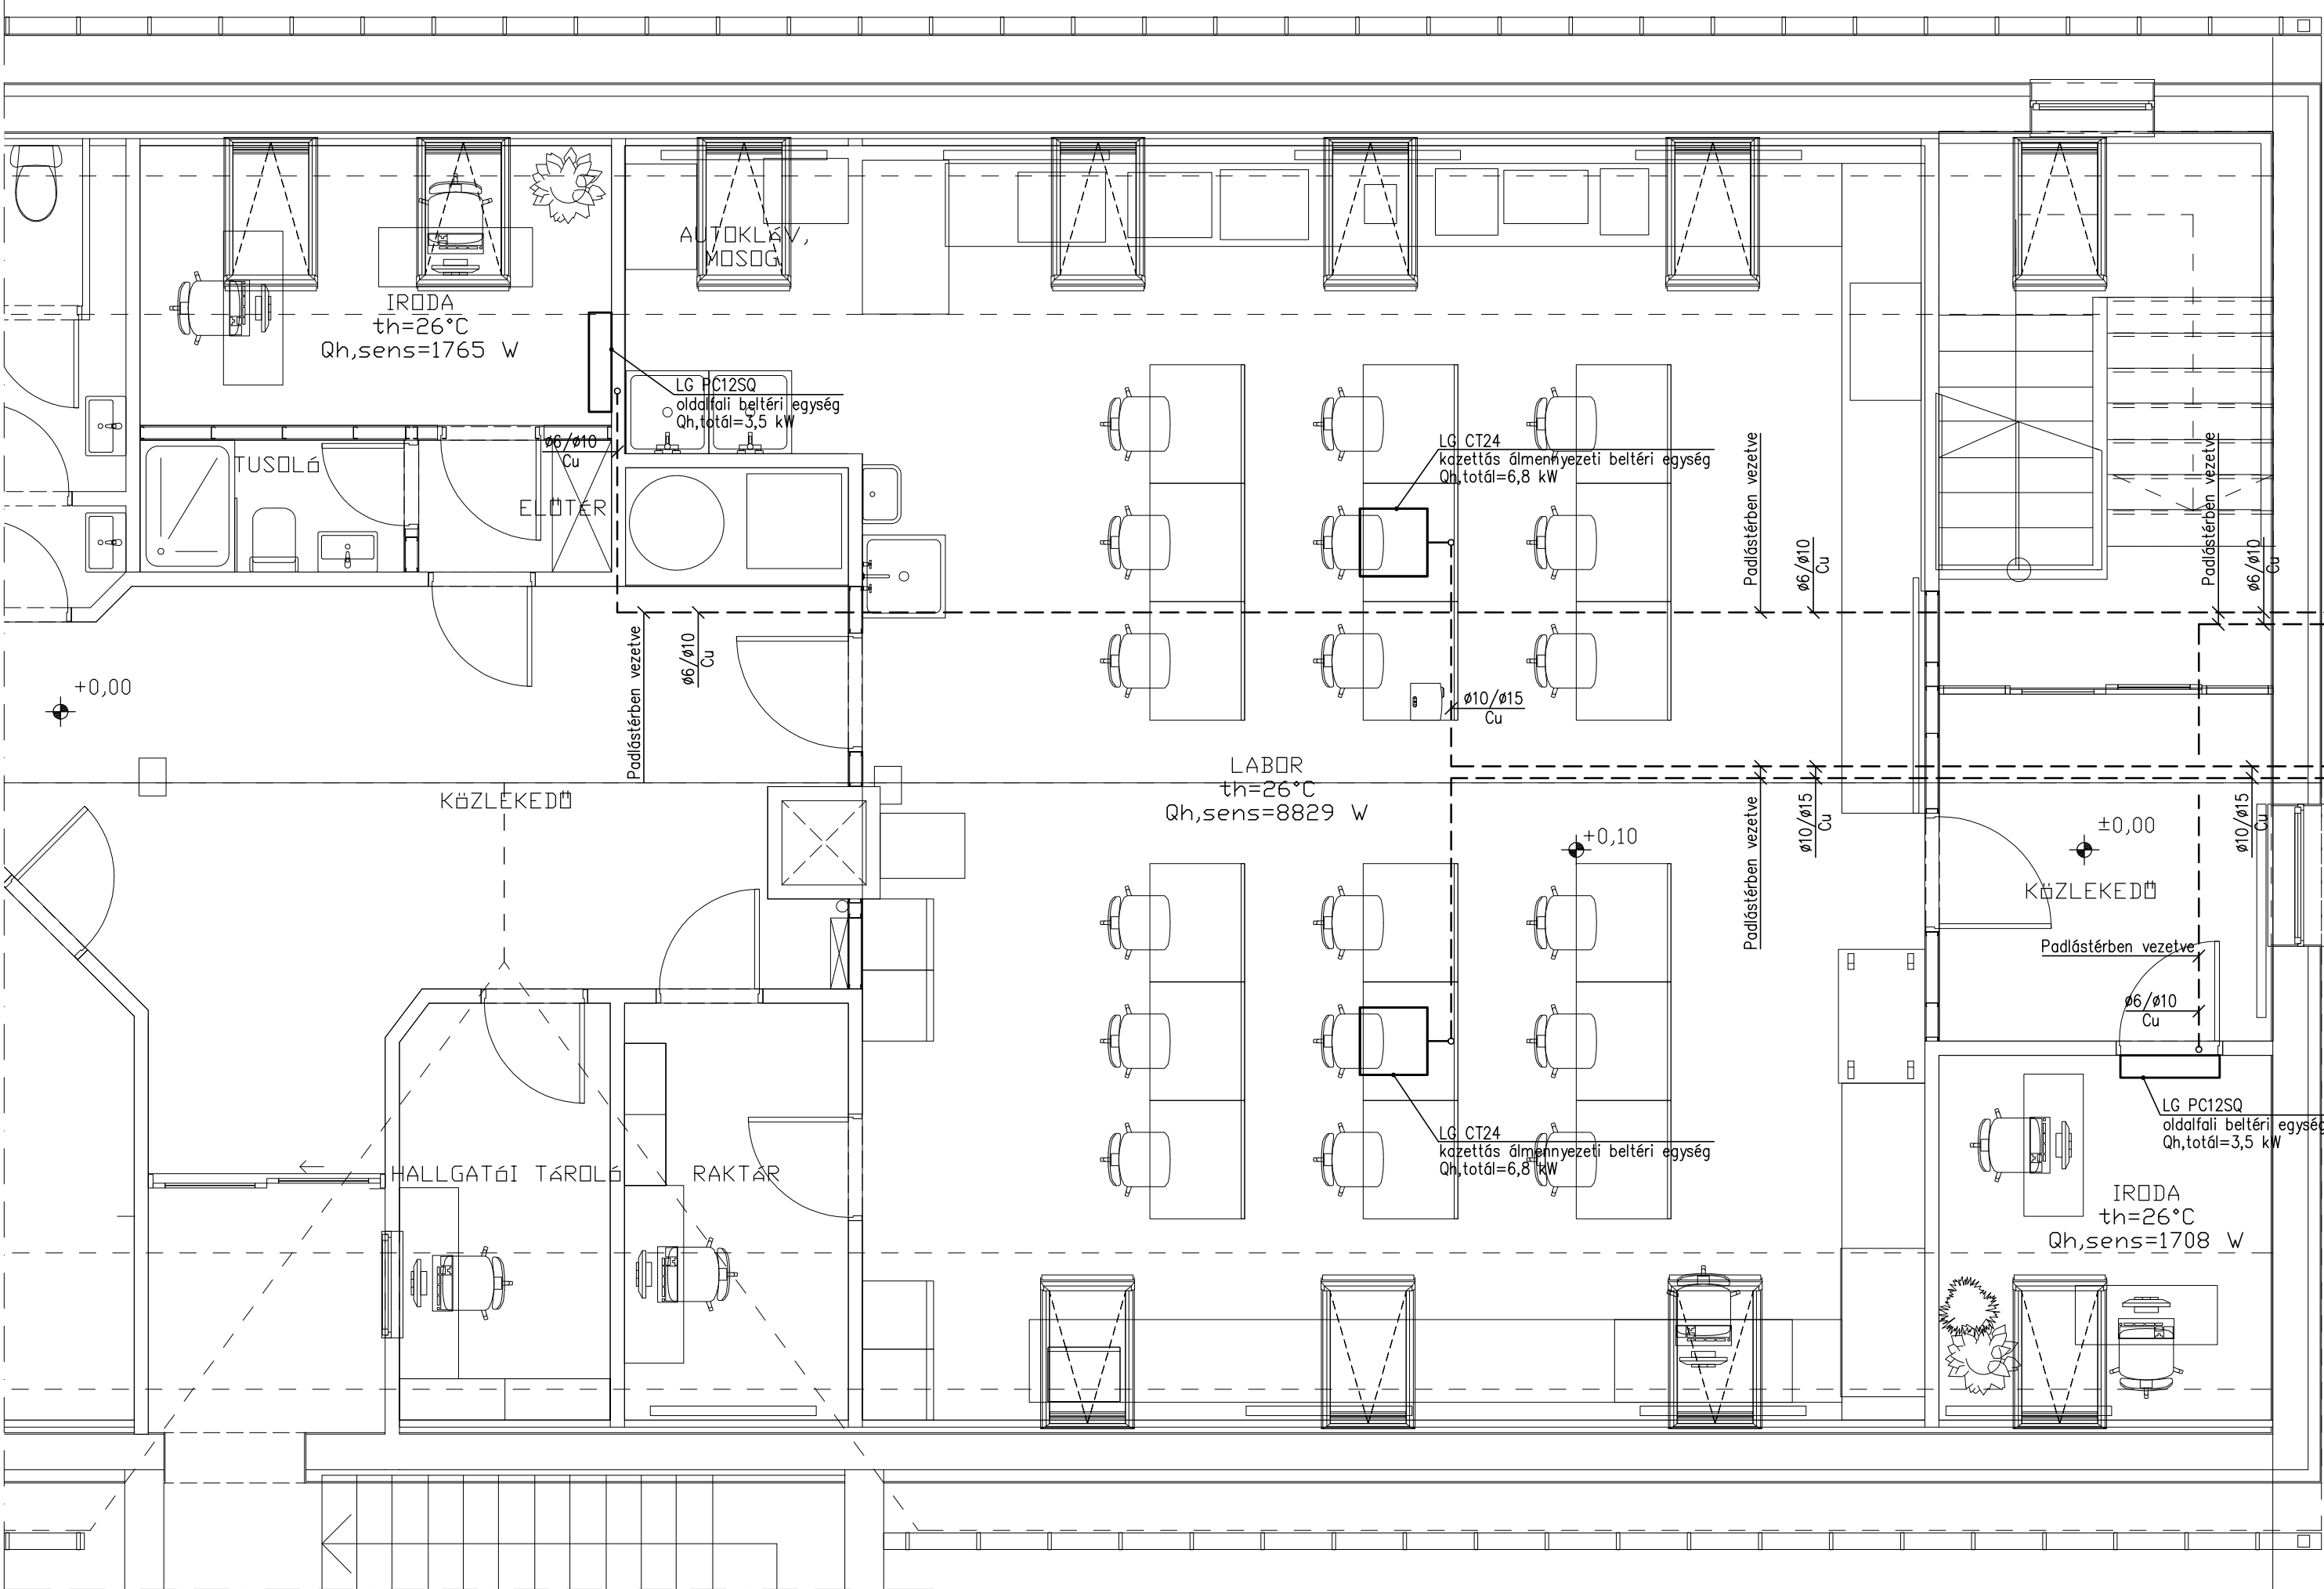 AUTOKLÁV,
MOSOG
IRODA
th=26°C
Qh,sens=1765 W
LG PC12SQ
oldalfali beltéri egység
Qh,totál=3,5 kW
ø6/ø10
Cu
TUSOLó
ELŐTÉR
LG CT24
kazettás álmennyezeti beltéri egység
Qh,totál=6,8 kW
Padlástérben vezetve
ø6/ø10
Cu
Padlástérben vezetve
ø6/ø10
Cu
Padlástérben vezetve
ø6/ø10
Cu
+0,00
ø10/ø15
Cu
LABOR
th=26°C
Qh,sens=8829 W
KöZLEKEDŐ
Padlástérben vezetve
ø10/ø15
Cu
+0,10
±0,00
ø10/ø15
Cu
KöZLEKEDŐ
Padlástérben vezetve
ø6/ø10
Cu
LG PC12SQ
oldalfali beltéri egység
Qh,totál=3,5 kW
LG CT24
kazettás álmennyezeti beltéri egység
Qh,totál=6,8 kW
HALLGATóI TÁROLó
RAKTÁR
IRODA
th=26°C
Qh,sens=1708 W